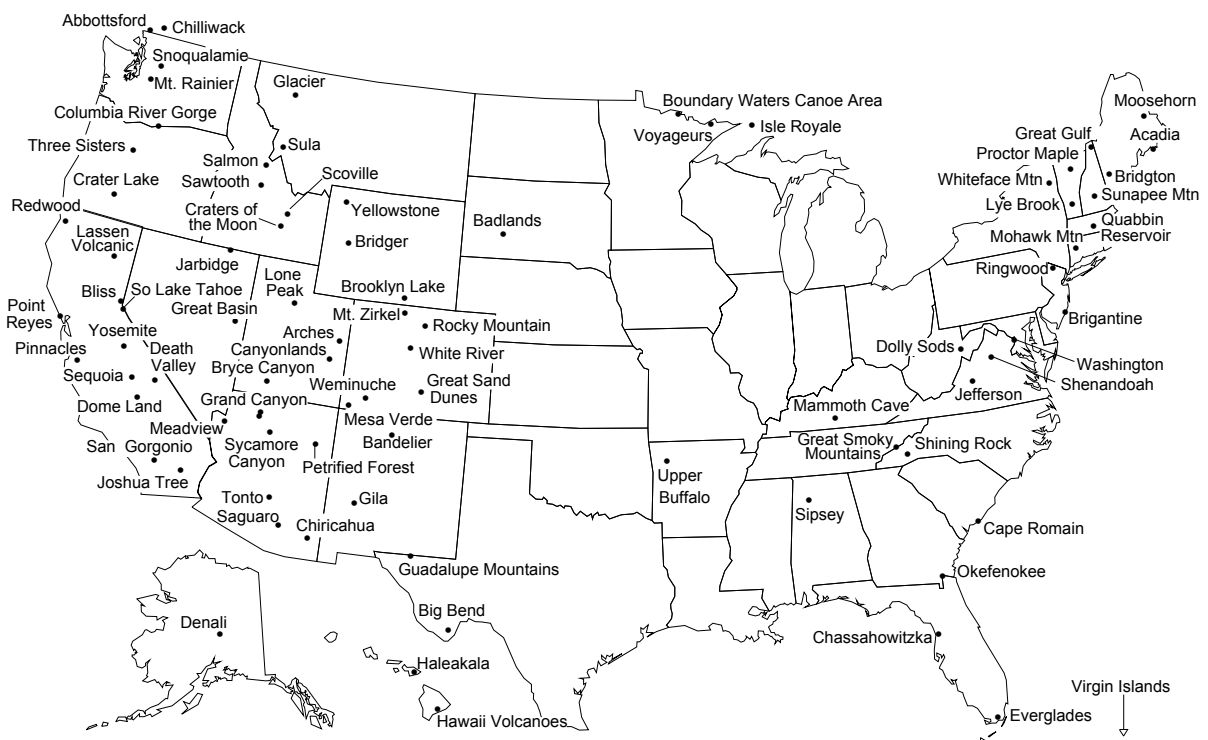 Abbottsford
Chilliwack
Snoqualamie
Mt. Rainier
Glacier
Columbia River Gorge
Three Sisters
Sula
Salmon
Scoville
Sawtooth
Crater Lake
Redwood
Craters of
the Moon
Yellowstone
Lassen
Volcanic
Bridger
Badlands
Jarbidge
Lone
Peak
Bliss
So Lake Tahoe
Great Basin
Brooklyn Lake
Mt. Zirkel
Point
Reyes
Yosemite
Arches
Rocky Mountain
Pinnacles
Death
Valley
Canyonlands
White River
Sequoia
Bryce Canyon
Weminuche
Great Sand
Dunes
Dome Land
Grand Canyon
Mesa Verde
Meadview
Bandelier
San Gorgonio
Sycamore
Canyon
Petrified Forest
Joshua Tree
Tonto
Gila
Saguaro
Chiricahua
Guadalupe Mountains
Big Bend
Denali
Haleakala
Hawaii Volcanoes
Boundary Waters Canoe Area
Voyageurs
Isle Royale
Moosehorn
Great Gulf
Acadia
Proctor Maple
Whiteface Mtn
Bridgton
Lye Brook
Sunapee Mtn
Quabbin
Reservoir
Mohawk Mtn
Ringwood
Brigantine
Dolly Sods
Washington
Shenandoah
Jefferson
Mammoth Cave
Great Smoky
Mountains
Shining Rock
Upper
Buffalo
Sipsey
Cape Romain
Okefenokee
Chassahowitzka
Everglades
Virgin Islands